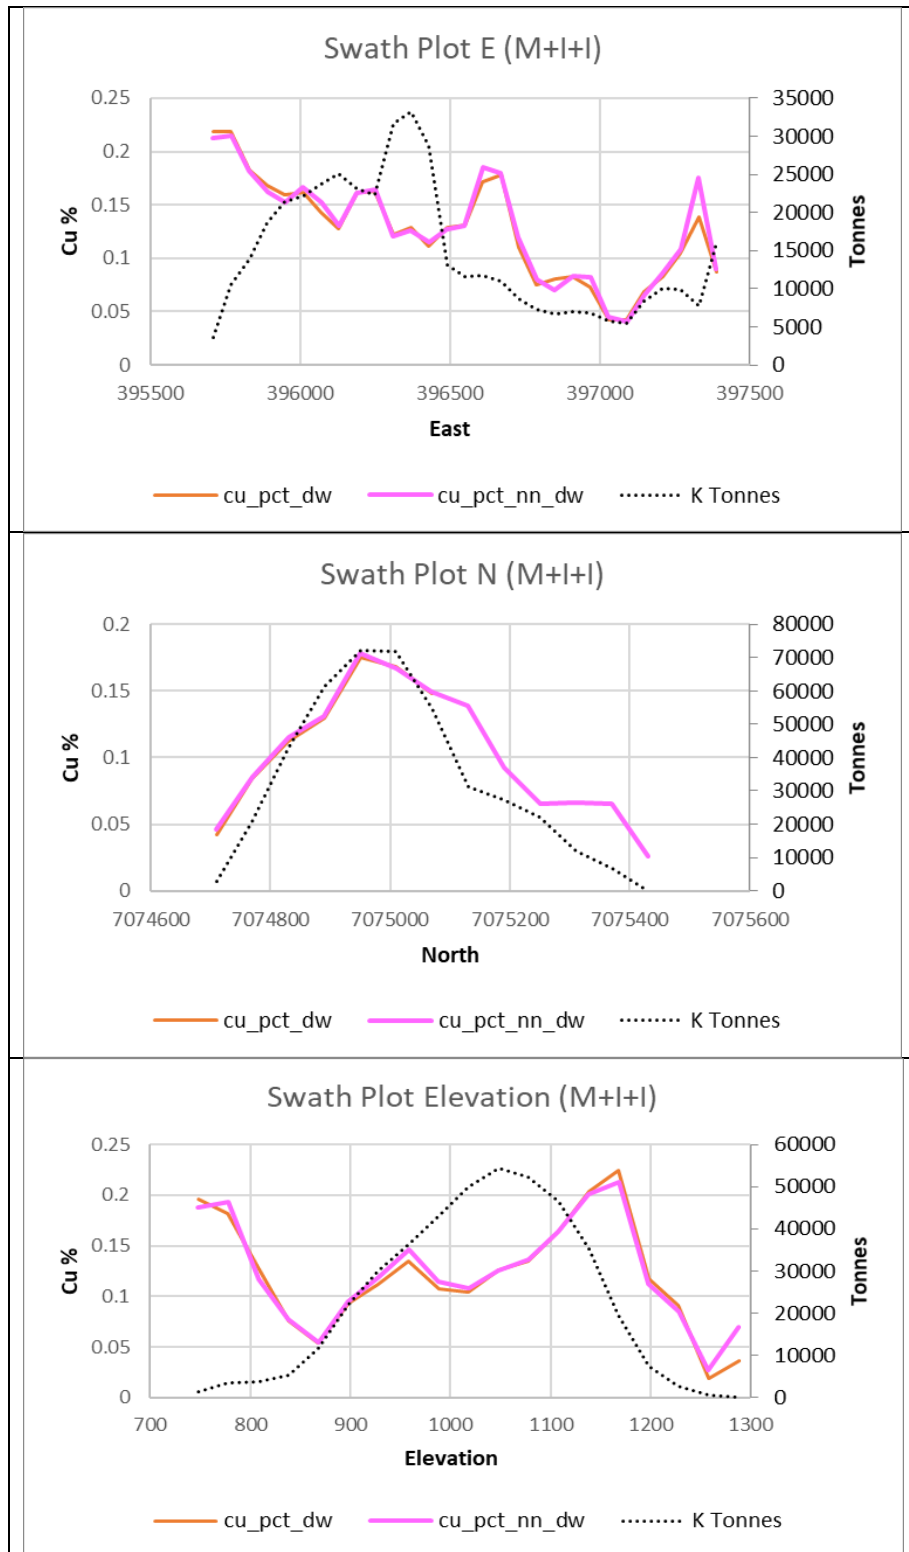 Swath Plot E (M+I+I)
0.25 35000
30000
0.2
25000
0.15 20000
15000
0.1
10000
0.05
5000
0 0
395500 396000 396500 397000 397500
Cu %
Tonnes
East
cu_pct_dw cu_pct_nn_dw K Tonnes
Swath Plot N (M+I+I)
0.2 80000
70000
0.15 60000
50000
0.1 40000
30000
0.05 20000
10000
0 0
7074600 7074800 7075000 7075200 7075400 7075600
Cu %
Tonnes
North
cu_pct_dw cu_pct_nn_dw K Tonnes
Swath Plot Elevation (M+I+I)
0.25 60000
0.2 50000
40000
0.15
30000
0.1
20000
0.05 10000
0 0
700 800 900 1000 1100 1200 1300
Cu %
Tonnes
Elevation
cu_pct_dw cu_pct_nn_dw K Tonnes